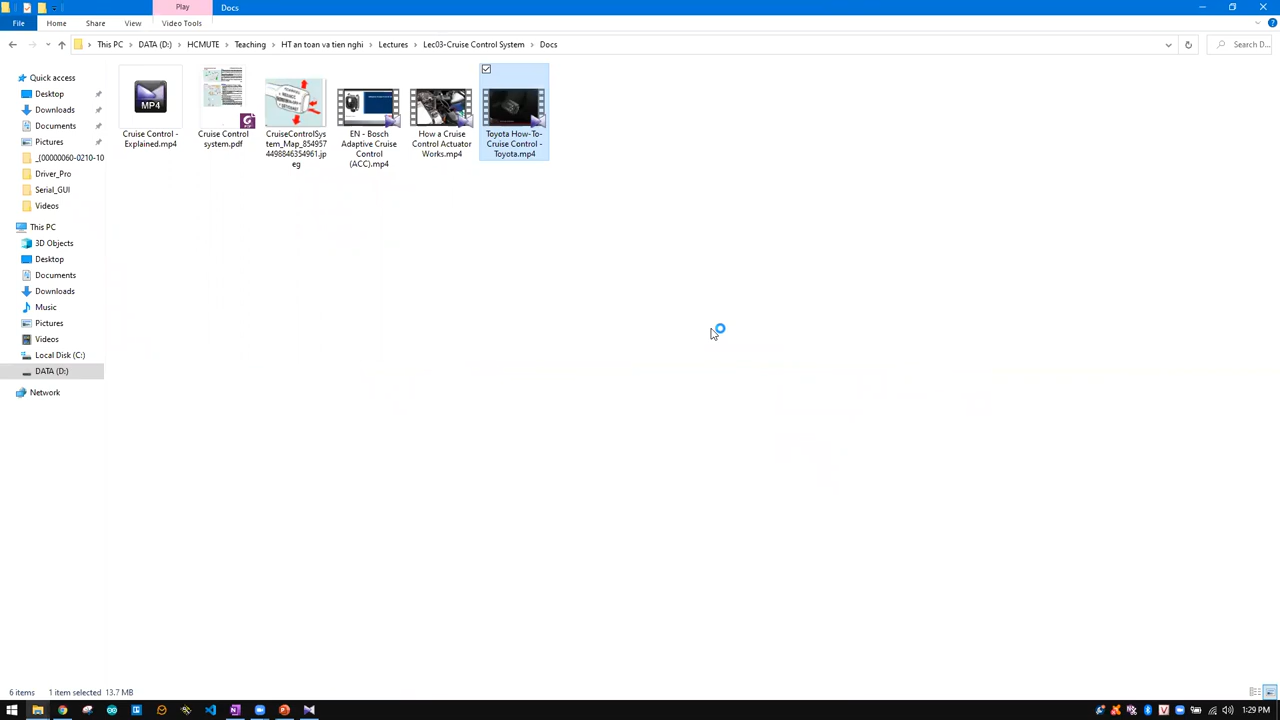 Play
Docs
File
Home
Share
View
Video Tools
This PC
DATA (D:)
HCMUTE
Teaching
HT an toan va tien nghi
Lectures
Lec03-Cruise Control System
Docs
Search D...
Quick access
Desktop
Downloads
Documents
Pictures
_(00000060-0210-10
Driver_Pro
Serial_GUI
Videos
This PC
3D Objects
Desktop
Documents
Downloads
Music
Pictures
Videos
Local Disk (C:)
DATA (D:)
Network
MP4
Cruise Control -
Explained.mp4
Cruise Control
system.pdf
CruiseControlSys
tem_Map_854957
4498846354961.jp
eg
EN - Bosch
Adaptive Cruise
Control
(ACC).mp4
How a Cruise
Control Actuator
Works.mp4
Toyota How-To-
Cruise Control -
Toyota.mp4
6 items
1 item selected
13.7 MB
1:29 PM